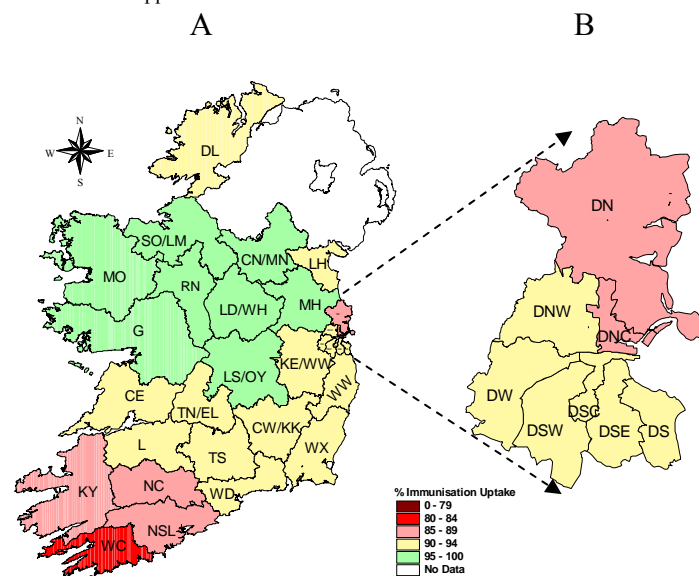 A
B
N
W E
S
DL
SO/LM
CN/MN
LH
MO
RN
LD/WH
MH
G
LS/OY
KE/WW
WW
CE
TN/EL
CW/KK
L
TS
WX
KY
NC
WD
NSL
WC
DN
DNW
DNC
DW
DSC
DSW
DSE
DS
% Immunisation Uptake
0 - 79
80 - 84
85 - 89
90 - 94
95 - 100
No Data